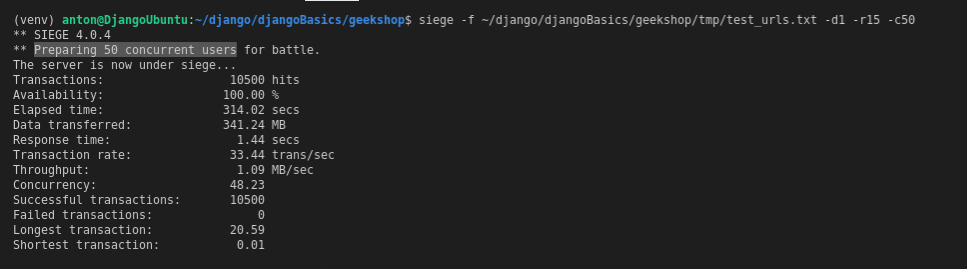 (venv) anton@DjangoUbuntu:~/django/djangoBasics/geekshop$ siege -f ~/django/djangoBasics/geekshop/tmp/test_urls.txt -d1 -r15 -c50
** SIEGE 4.0.4
** Preparing 50 concurrent users for battle.
The server is now under siege...
Transactions: 10500 hits
Availability: 100.00 %
Elapsed time: 314.02 secs
Data transferred: 341.24 MB
Response time: 1.44 secs
Transaction rate: 33.44 trans/sec
Throughput: 1.09 MB/sec
Concurrency: 48.23
Successful transactions: 10500
Failed transactions: 0
Longest transaction: 20.59
Shortest transaction: 0.01